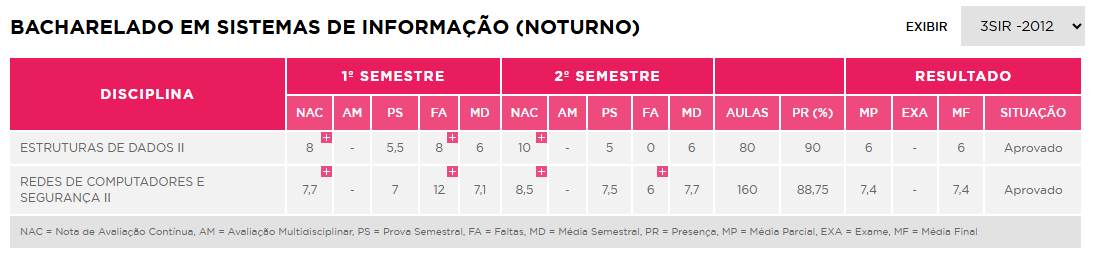 BACHARELADO EM SISTEMAS DE INFORMAÇÃO (NOTURNO) EXIBIR 3SIR -2012
DISCIPLINA 1º SEMESTRE 2º SEMESTRE RESULTADO
NAC AM PS FA MD NAC AM PS FA MD AULAS PR (%) MP EXA MF SITUAÇÃO
ESTRUTURAS DE DADOS II 8 + - 5,5 8 + 6 10 + - 5 0 6 80 90 6 - 6 Aprovado
REDES DE COMPUTADORES E
SEGURANÇA II 7,7 + - 7 12 + 7,1 8,5 + - 7,5 6 + 7,7 160 88,75 7,4 - 7,4 Aprovado
NAC = Nota de Avaliação Contínua, AM = Avaliação Multidisciplinar, PS = Prova Semestral, FA = Faltas, MD = Média Semestral, PR = Presença, MP = Média Parcial, EXA = Exame, MF = Média Final